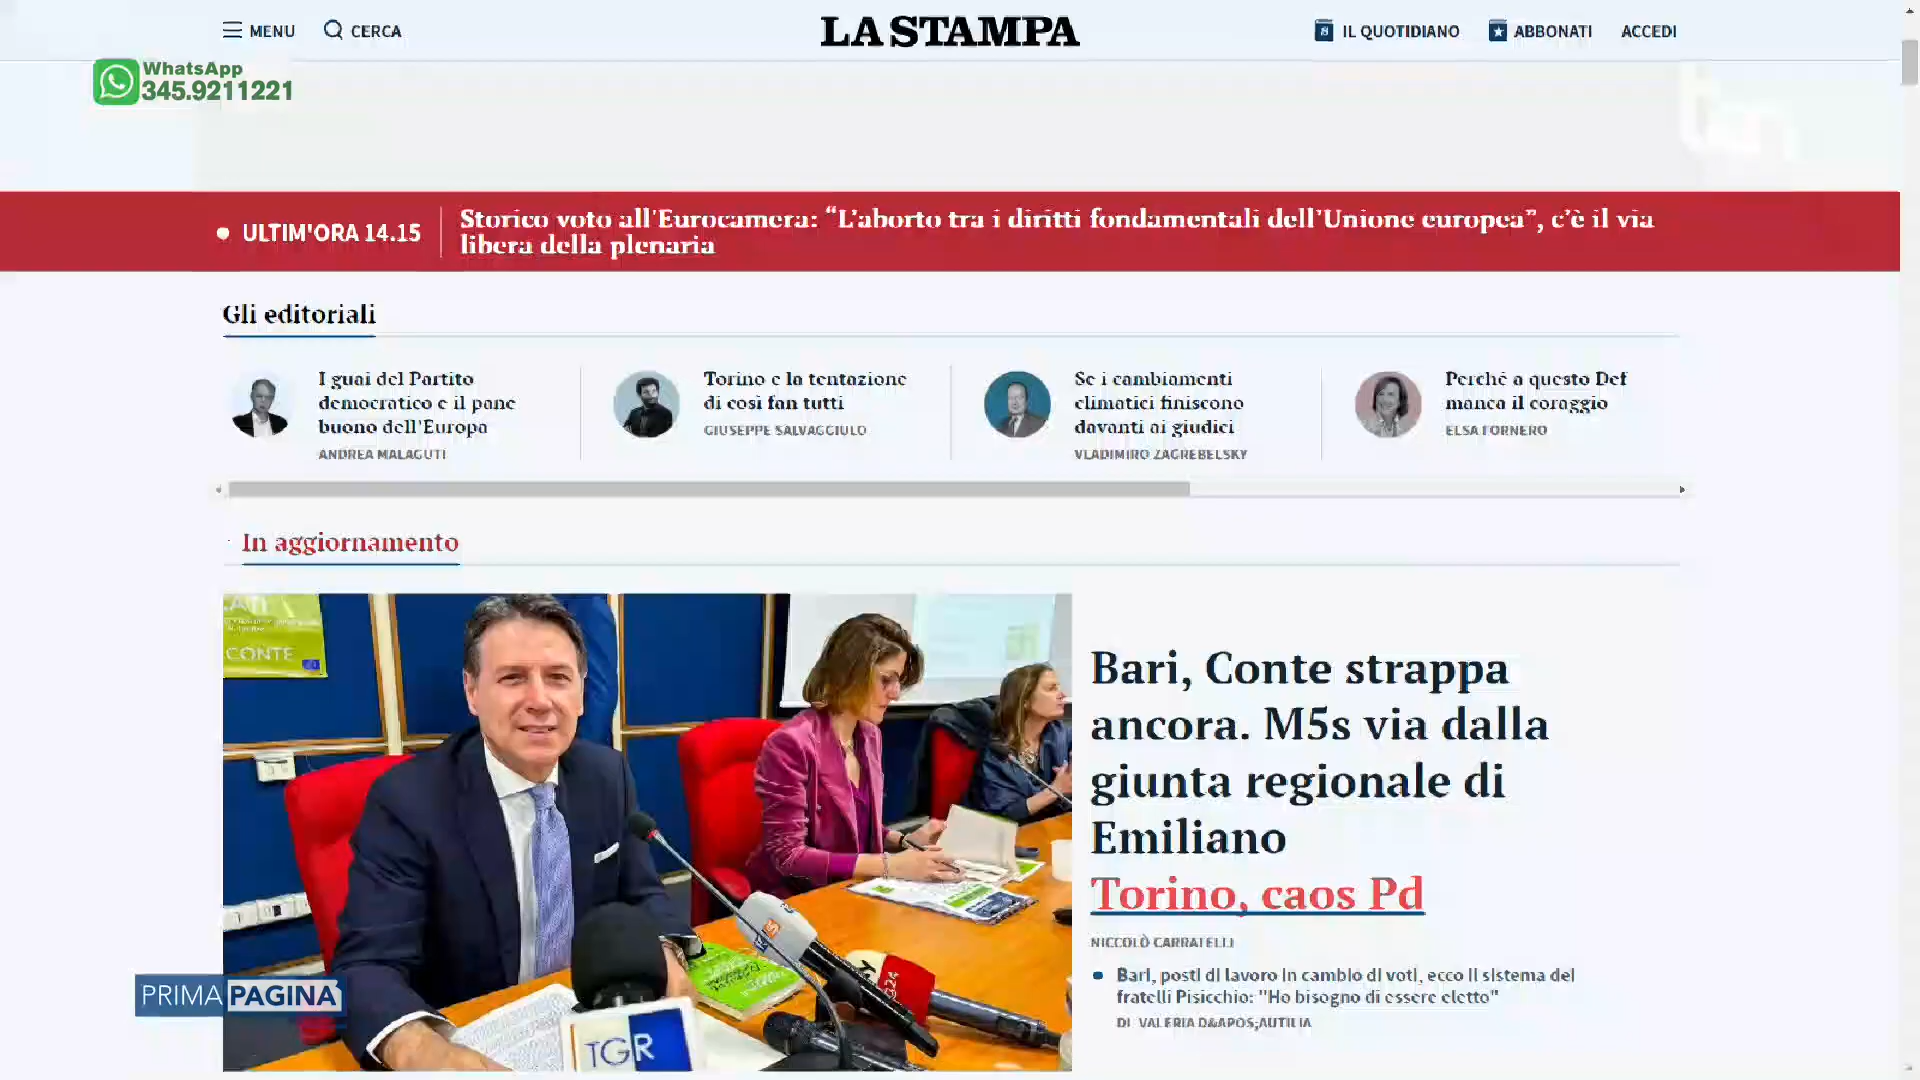 MENU
CERCA
LA STAMPA
IL QUOTIDIANO
ABBONATI
ACCEDI
WhatsApp
345.9211221
ULTIM'ORA 14.15
Storico voto all'Eurocamera: “L’aborto tra i diritti fondamentali dell’Unione europea”, c’è il via
libera della plenaria
Gli editoriali
I guai del Partito
democratico e il pane
buono dell'Europa
ANDREA MALAGUTI
Torino e la tentazione
di così fan tutti
GIUSEPPE SALVAGGIULO
Se i cambiamenti
climatici finiscono
davanti ai giudici
VLADIMIRO ZAGREBELSKY
Perché a questo Def
manca il coraggio
ELSA FORNERO
In aggiornamento
CONTE
Bari, Conte strappa
ancora. M5s via dalla
giunta regionale di
Emiliano
Torino, caos Pd
NICCOLÒ CARRATELLI
Bari, posti di lavoro in cambio di voti, ecco il sistema dei
fratelli Pisicchio: "Ho bisogno di essere eletto"
DI VALERIA D&APOS;AUTILIA
PRIMA PAGINA
TGR